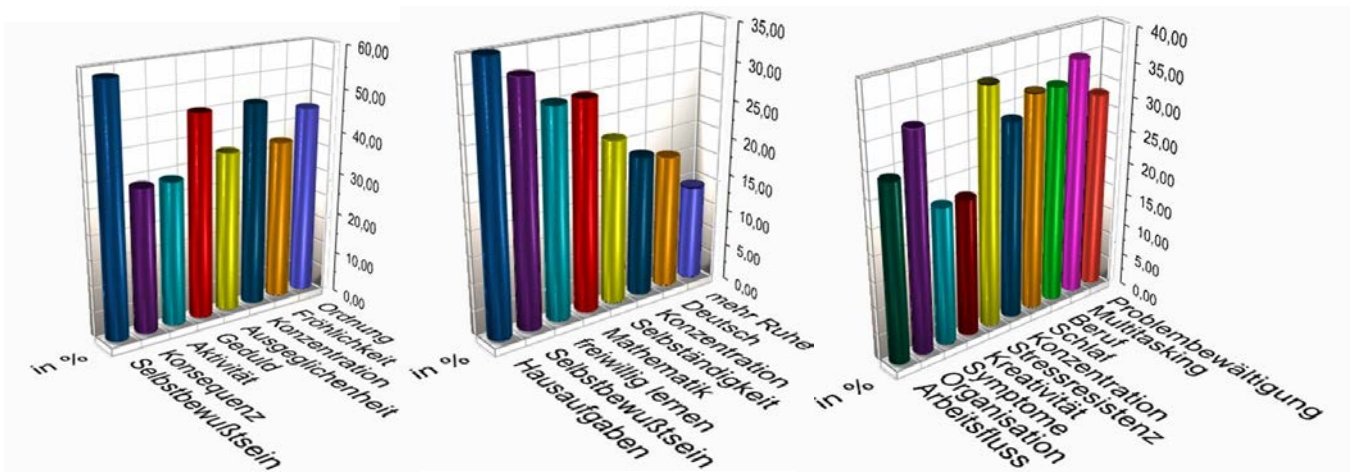 60,00
50,00
40,00
30,00
20,00
10,00
0,00
in %
Selbstbewußtsein
Konsequenz
Aktivität
Geduld
Ausgeglichenheit
Konzentration
Fröhlichkeit
Ordnung
35,00
30,00
25,00
20,00
15,00
10,00
5,00
0,00
in %
Hausaufgaben
Selbstbewußtsein
freiwillig lernen
Mathematik
Selbständigkeit
Konzentration
Deutsch
mehr Ruhe
40,00
35,00
30,00
25,00
20,00
15,00
10,00
5,00
0,00
in %
Arbeitsfluss
Organisation
Symptome
Kreativität
Stressresistenz
Konzentration
Schlaf
Beruf
Multitasking
Problembewältigung